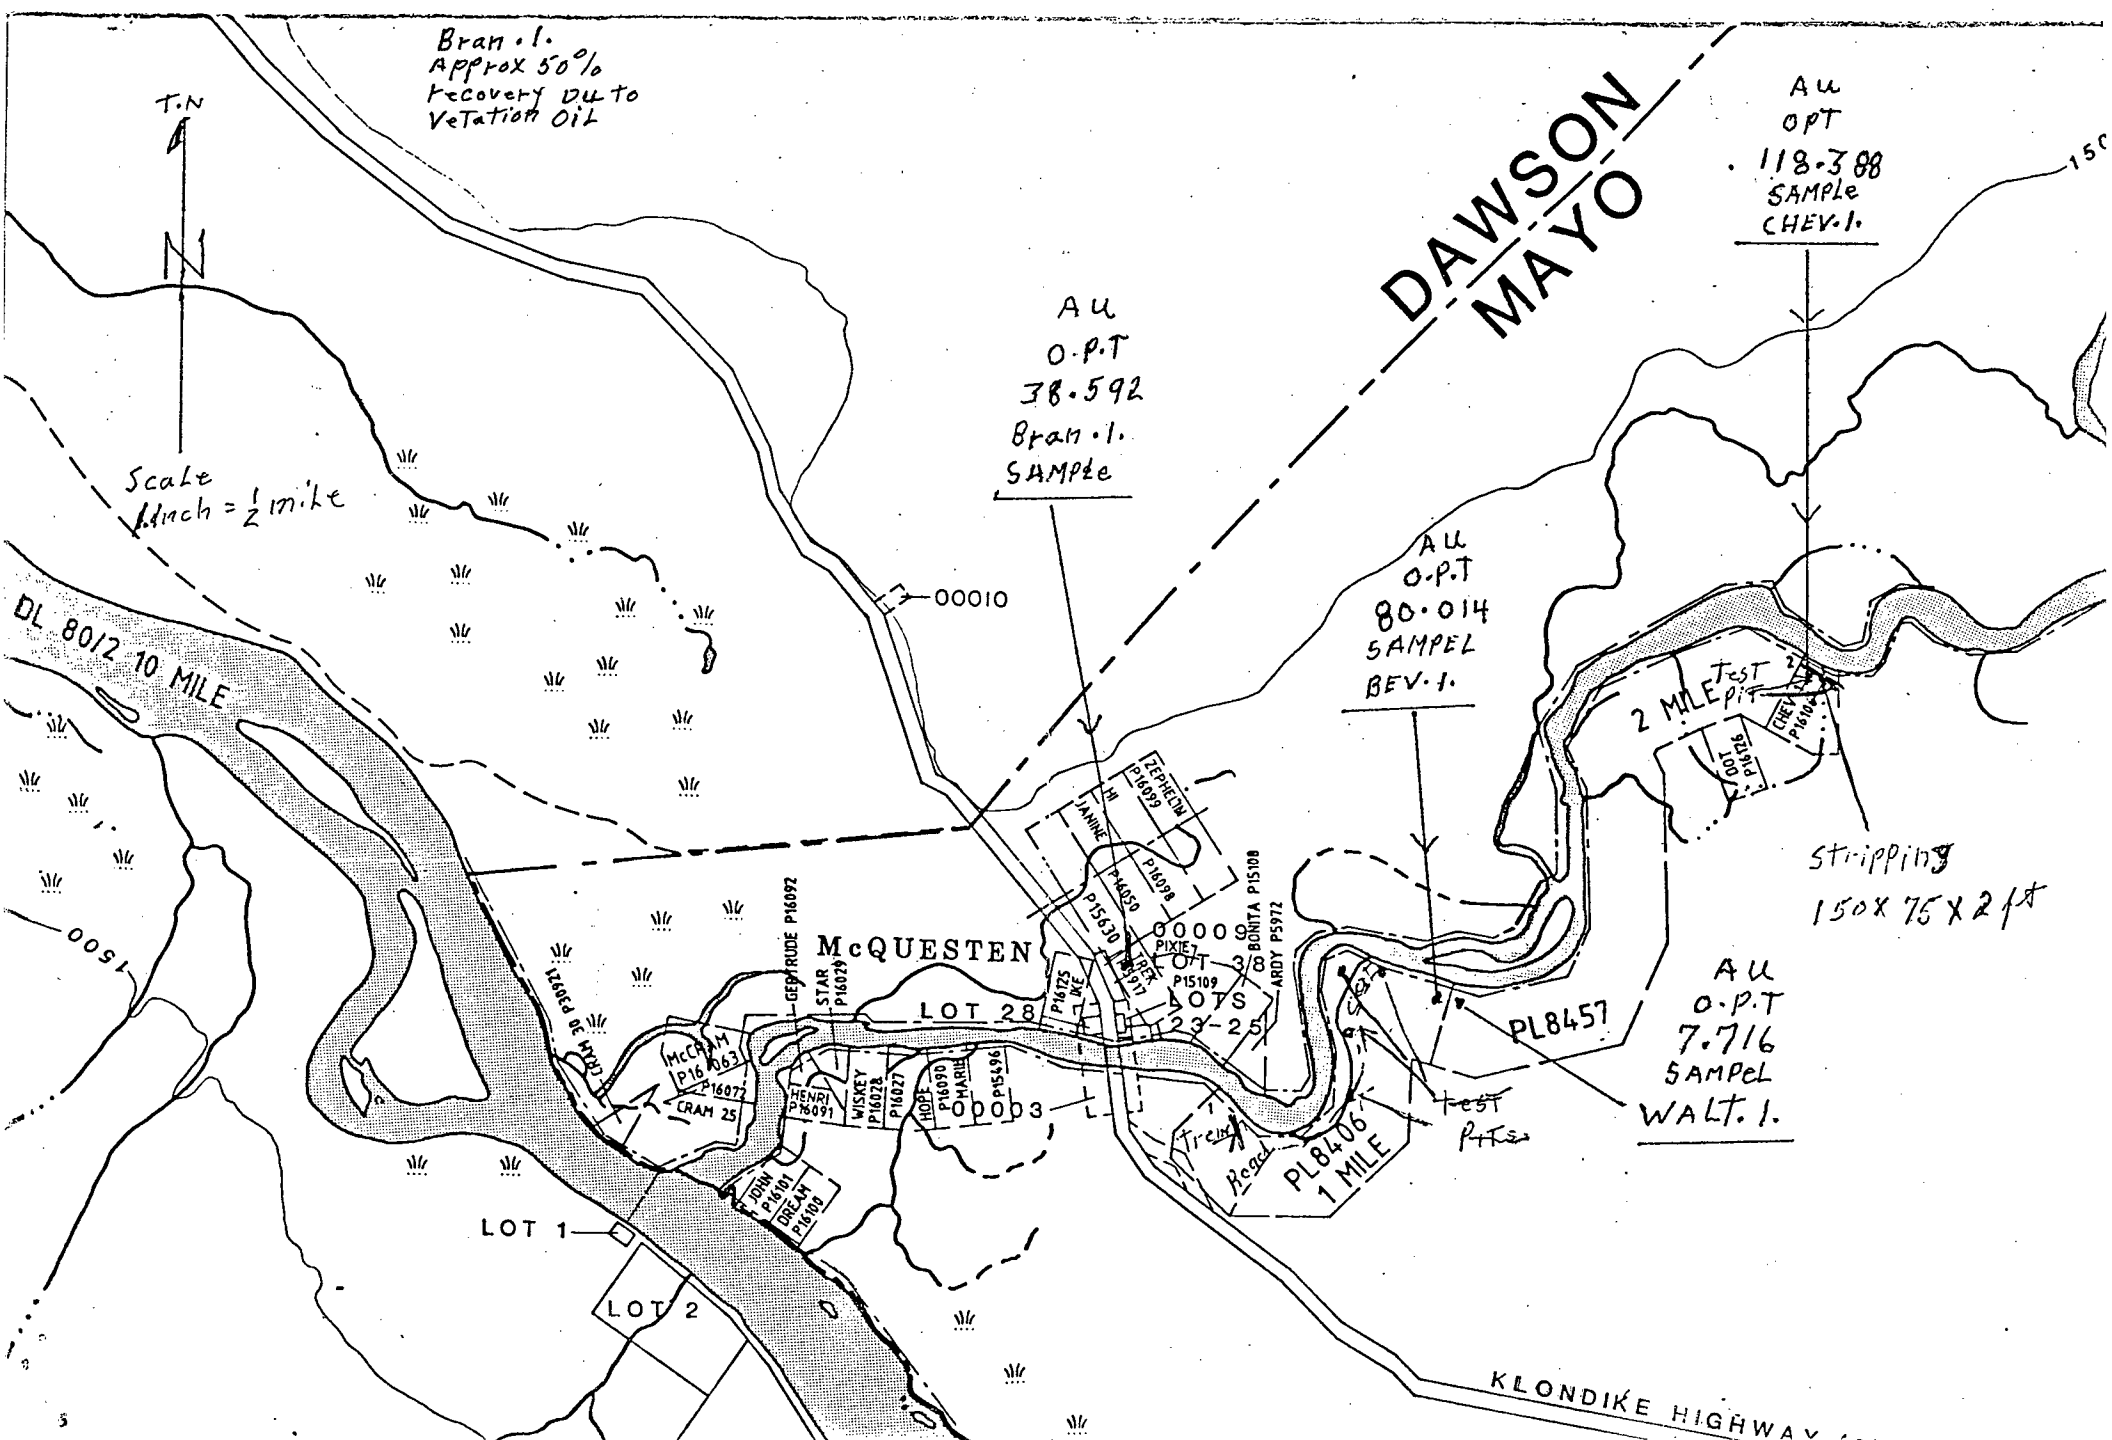 Bran.1.
Approx 50%
recovery Du to
VeTation OiL
T.N
N
Scale
1 inch = 1/2 mile
DAWSON
MAYO
AU
OPT
118.388
SAMPLe
CHEV.1.
150
AU
O.P.T
38.592
Bran.1.
SAMPLe
AU
O.P.T
80.014
SAMPEL
BEV.1.
00010
DL 80/2 10 MILE
2 MILE
Test
PiT
2
CHEV
DOT
P16126
Stripping
150 X 75 X 2 ft
AU
O.P.T
7.716
SAMPeL
WALT.1.
ZEPHELIN
P16099
HI
JANINE
P16098
P16050
P15630
TREK
00009
PIXIE 7
LOT 38
P15109
LOTS
23-25
BONITA P15108
ARDY P5972
McQUESTEN
GERTRUDE P16092
STAR
P16029
P16125
IKE
LOT 28
1500
CRAM 30 P30921
McCRAM
P16063
P16072
CRAM 25
HENRI
P16091
WISKEY
P16028
P16027
HOPE
P16090
MARIE
P15496
00003
PL8457
Test
PiTs
Road
PL8406
1 MILE
JOHN
P16101
DREAM
P16100
LOT 1
LOT 2
KLONDIKE HIGHWAY